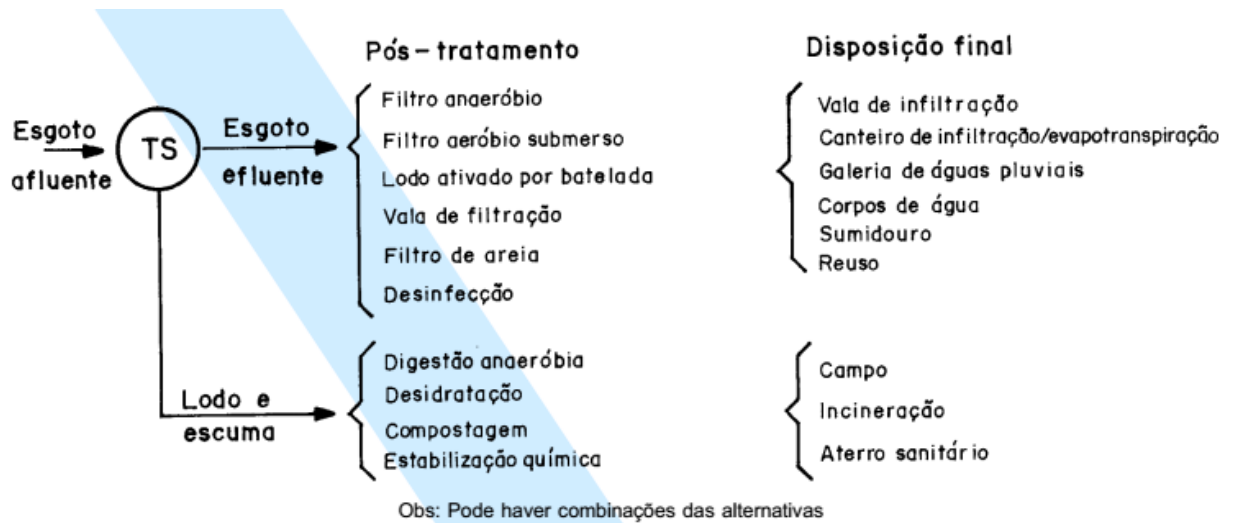 Pós-tratamento
Disposição final
Esgoto
afluente
TS
Esgoto
efluente
Filtro anaeróbio
Filtro aeróbio submerso
Lodo ativado por batelada
Vala de filtração
Filtro de areia
Desinfecção
Vala de infiltração
Canteiro de infiltração/evapotranspiração
Galeria de águas pluviais
Corpos de água
Sumidouro
Reuso
Lodo e
escuma
Digestão anaeróbia
Desidratação
Compostagem
Estabilização química
Campo
Incineração
Aterro sanitário
Obs: Pode haver combinações das alternativas